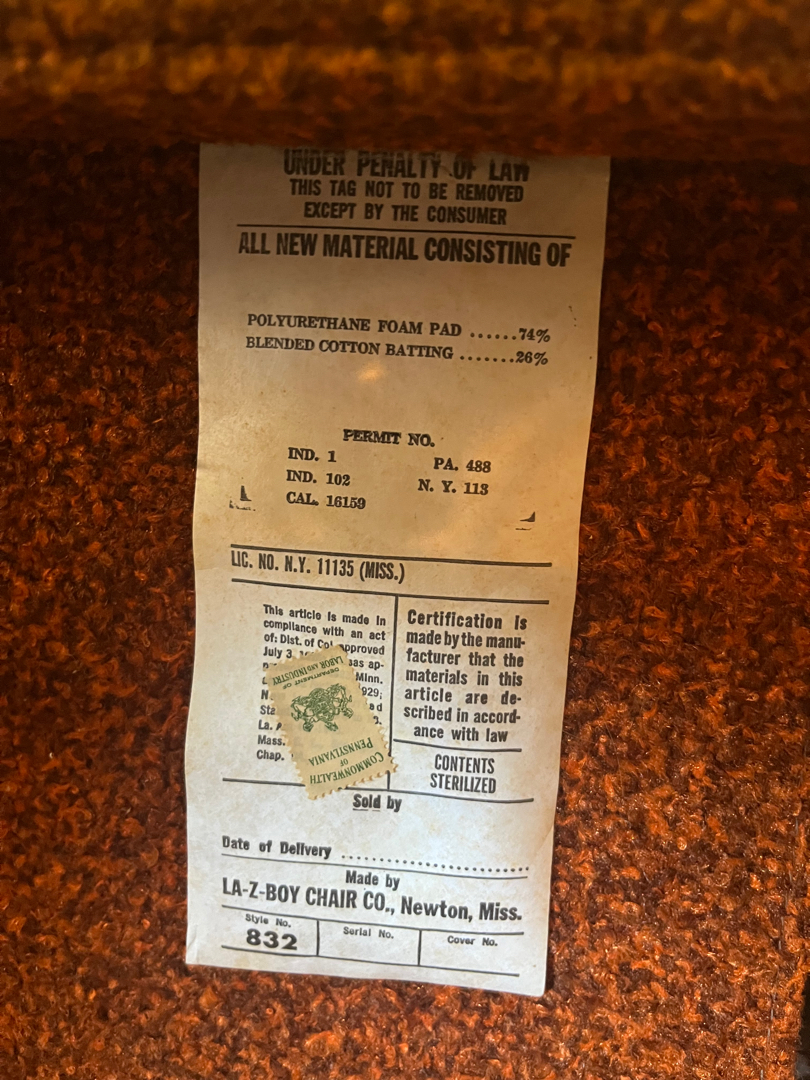 UNDER PENALTY OF LAW
THIS TAG NOT TO BE REMOVED
EXCEPT BY THE CONSUMER
ALL NEW MATERIAL CONSISTING OF
POLYURETHANE FOAM PAD ......74%
BLENDED COTTON BATTING .......26%
PERMIT NO.
IND. 1 PA. 488
IND. 102 N. Y. 113
CAL. 16159
LIC. NO. N.Y. 11135 (MISS.)
This article is made in
compliance with an act
of: Dist. of approved
July 3,
Minn.
929;
La.
Mass.
Chap.
DEPARTMENT OF
LABOR AND INDUSTRY
COMMONWEALTH
OF
PENNSYLVANIA
Certification is
made by the manu-
facturer that the
materials in this
article are de-
scribed in accord-
ance with law
CONTENTS
STERILIZED
Sold by
Date of Delivery ..............................
Made by
LA-Z-BOY CHAIR CO., Newton, Miss.
Style No. Serial No. Cover No.
832